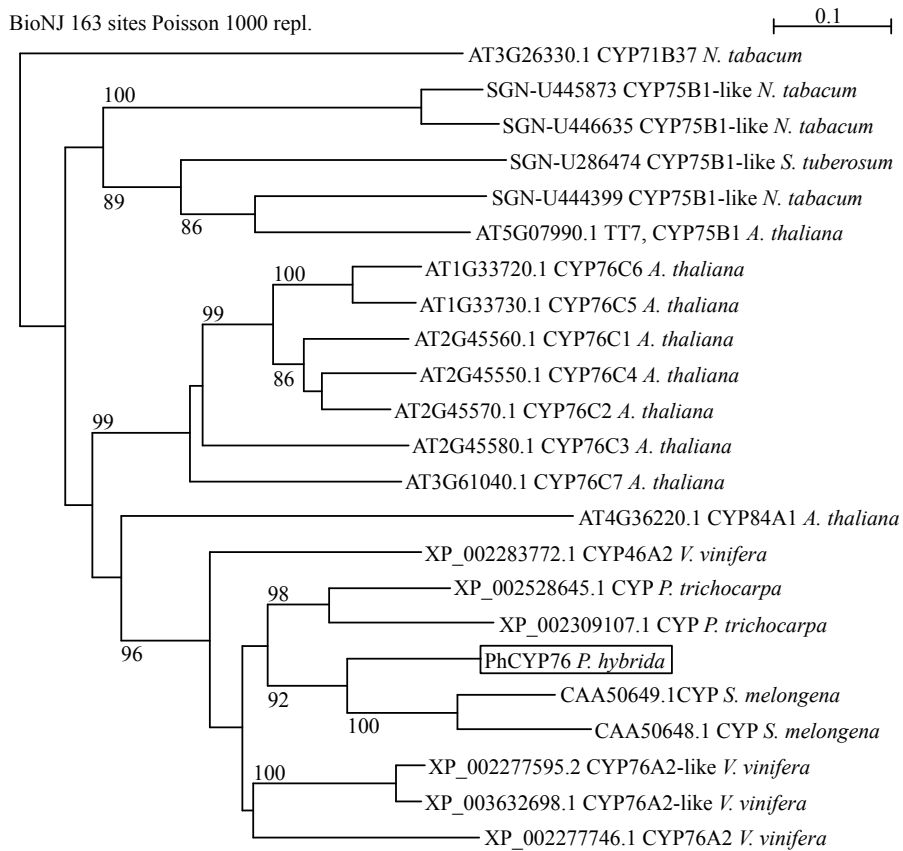 BioNJ 163 sites Poisson 1000 repl.
0.1
AT3G26330.1 CYP71B37 N. tabacum
100
SGN-U445873 CYP75B1-like N. tabacum
SGN-U446635 CYP75B1-like N. tabacum
SGN-U286474 CYP75B1-like S. tuberosum
89
SGN-U444399 CYP75B1-like N. tabacum
86
AT5G07990.1 TT7, CYP75B1 A. thaliana
100
AT1G33720.1 CYP76C6 A. thaliana
AT1G33730.1 CYP76C5 A. thaliana
99
AT2G45560.1 CYP76C1 A. thaliana
86
AT2G45550.1 CYP76C4 A. thaliana
AT2G45570.1 CYP76C2 A. thaliana
99
AT2G45580.1 CYP76C3 A. thaliana
AT3G61040.1 CYP76C7 A. thaliana
AT4G36220.1 CYP84A1 A. thaliana
XP_002283772.1 CYP46A2 V. vinifera
98
XP_002528645.1 CYP P. trichocarpa
XP_002309107.1 CYP P. trichocarpa
96
PhCYP76 P. hybrida
92
CAA50649.1CYP S. melongena
100
CAA50648.1 CYP S. melongena
100
XP_002277595.2 CYP76A2-like V. vinifera
XP_003632698.1 CYP76A2-like V. vinifera
XP_002277746.1 CYP76A2 V. vinifera